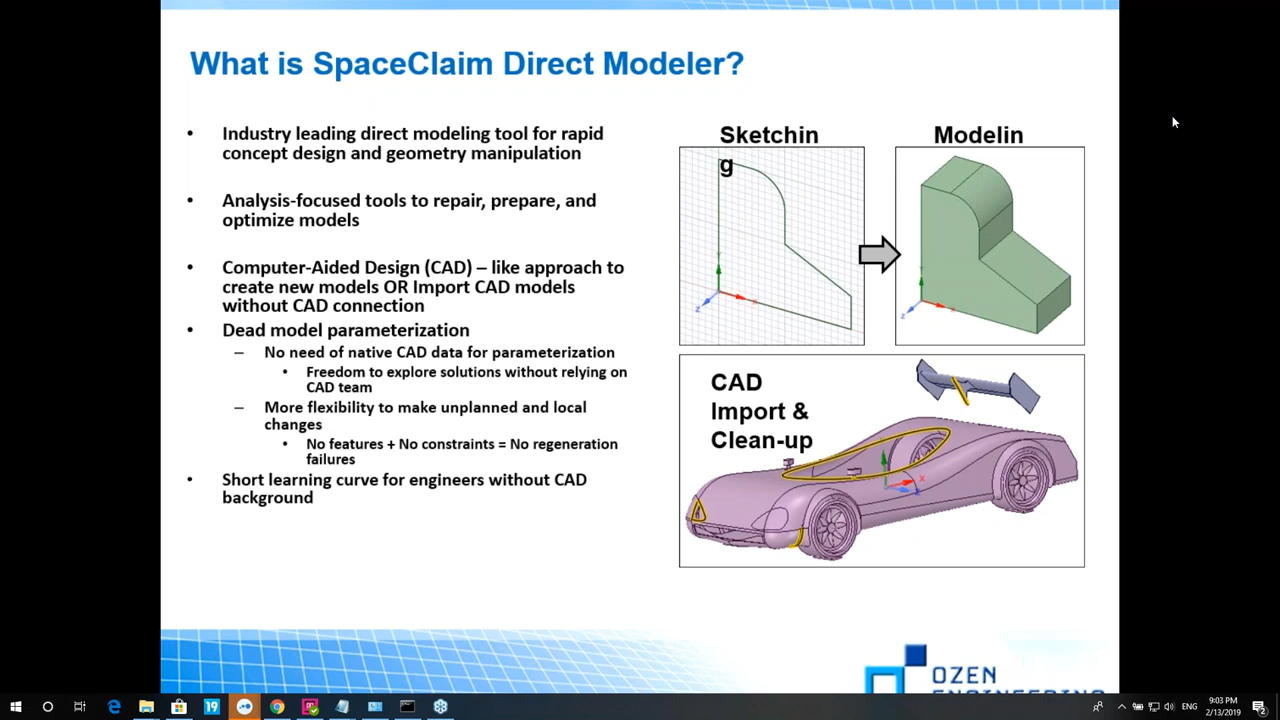 What is SpaceClaim Direct Modeler?
• Industry leading direct modeling tool for rapid
concept design and geometry manipulation
• Analysis-focused tools to repair, prepare, and
optimize models
• Computer-Aided Design (CAD) – like approach to
create new models OR Import CAD models
without CAD connection
• Dead model parameterization
– No need of native CAD data for parameterization
• Freedom to explore solutions without relying on
CAD team
– More flexibility to make unplanned and local
changes
• No features + No constraints = No regeneration
failures
• Short learning curve for engineers without CAD
background
Sketchin
g
Modelin
x
z
x
z
CAD
Import &
Clean-up
x
z
OZEN
ENGINEERING
19
ENG
9:03 PM
2/13/2019
2